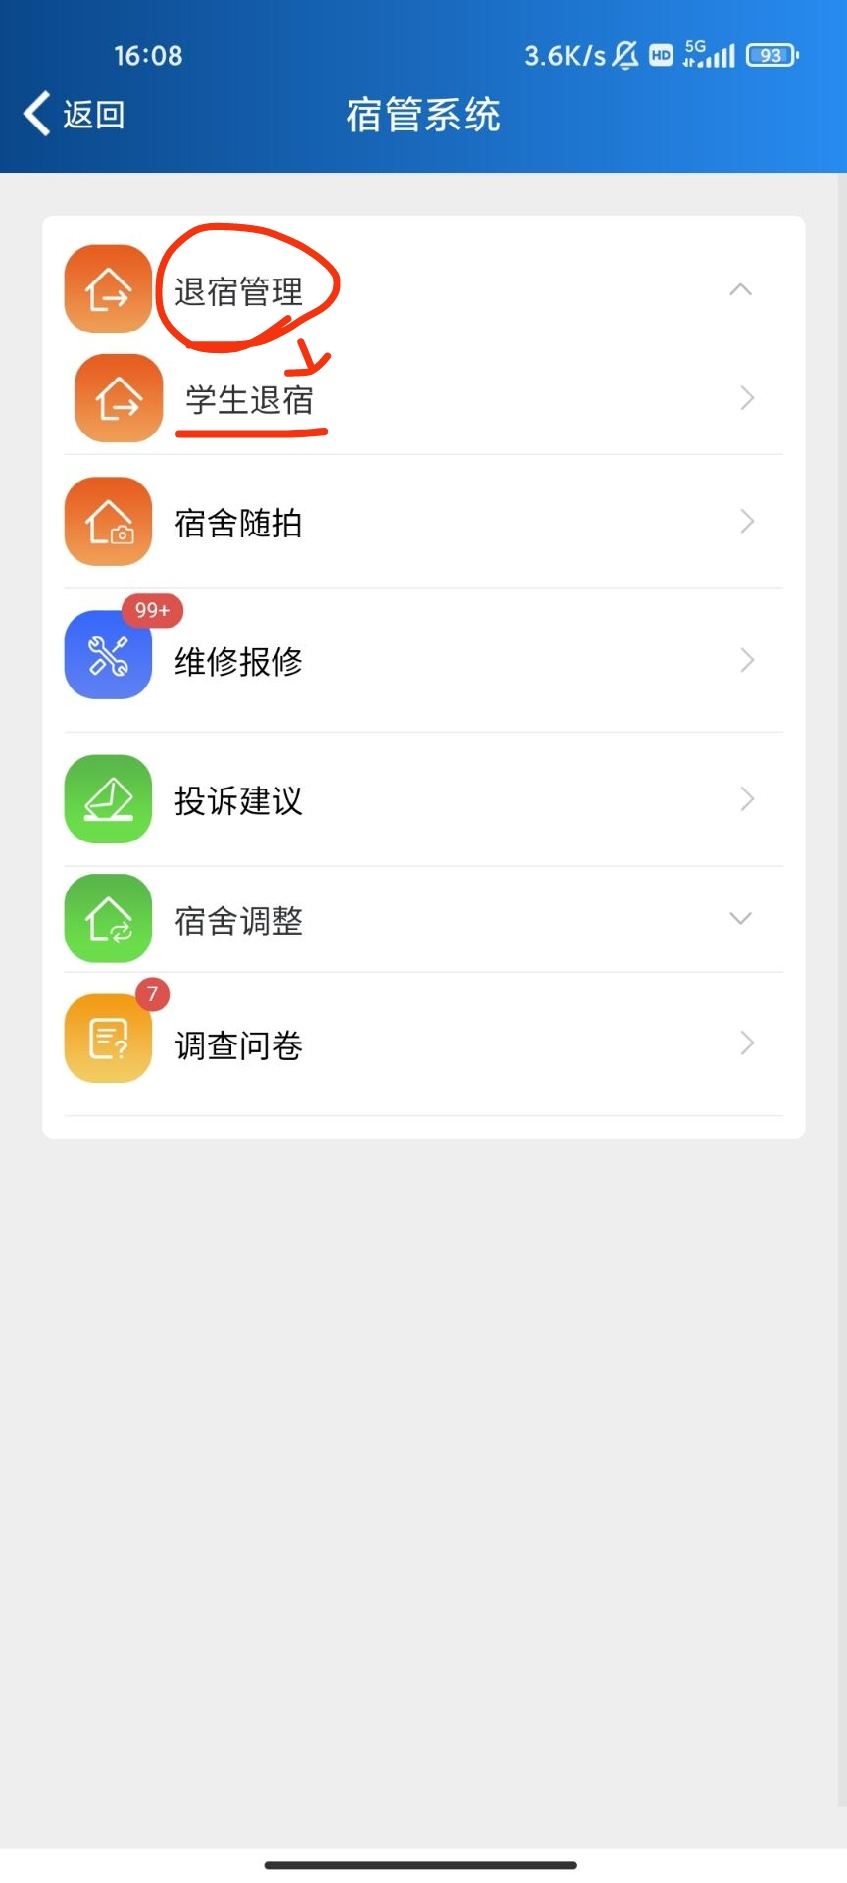 16:08 3.6K/s HD 5G 93
返回 宿管系统
退宿管理
学生退宿
宿舍随拍
99+
维修报修
投诉建议
宿舍调整
7
调查问卷